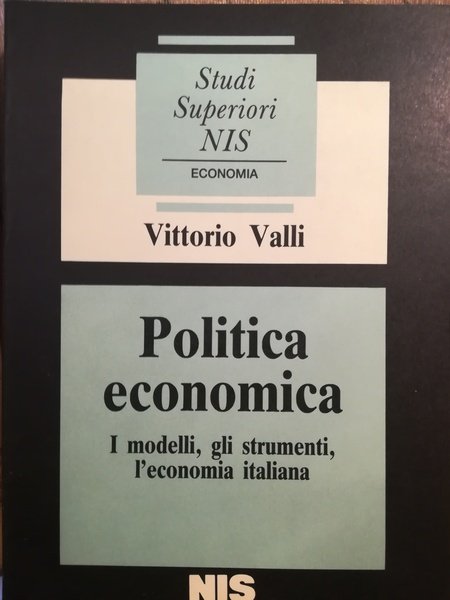 Studi
Superiori
NIS
ECONOMIA
Vittorio Valli
Politica
economica
I modelli, gli strumenti,
l'economia italiana
NIS